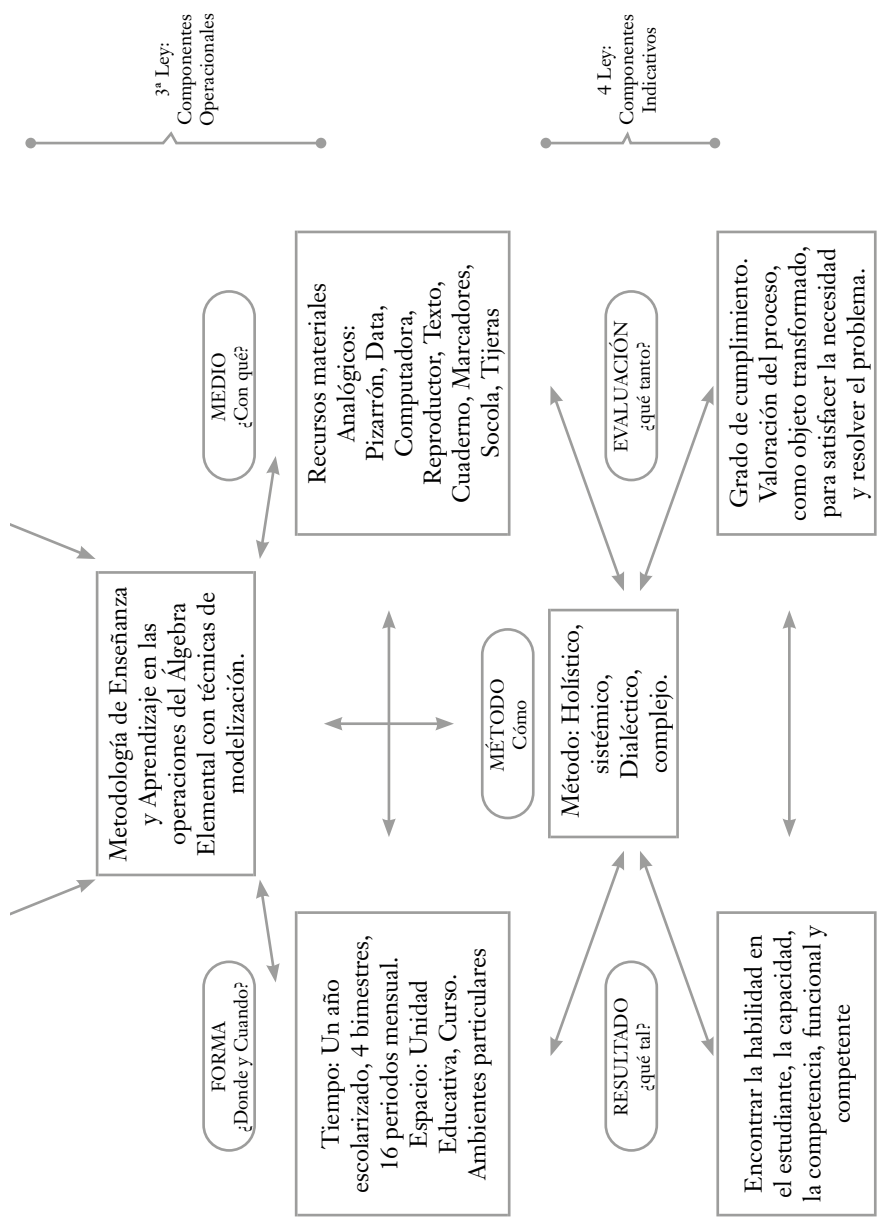 Metodología de Enseñanza
y Aprendizaje en las
operaciones del Álgebra
Elemental con técnicas de
modelización.
FORMA
¿Donde y Cuando?
MEDIO
¿Con qué?
3ª Ley:
Componentes
Operacionales
Tiempo: Un año
escolarizado, 4 bimestres,
16 periodos mensual.
Espacio: Unidad
Educativa, Curso.
Ambientes particulares
Recursos materiales
Analógicos:
Pizarrón, Data,
Computadora,
Reproductor, Texto,
Cuaderno, Marcadores,
Socola, Tijeras
MÉTODO
Cómo
Método: Holístico,
sistémico,
Dialéctico,
complejo.
RESULTADO
¿qué tal?
EVALUACIÓN
¿qué tanto?
4 Ley:
Componentes
Indicativos
Encontrar la habilidad en
el estudiante, la capacidad,
la competencia, funcional y
competente
Grado de cumplimiento.
Valoración del proceso,
como objeto transformado,
para satisfacer la necesidad
y resolver el problema.